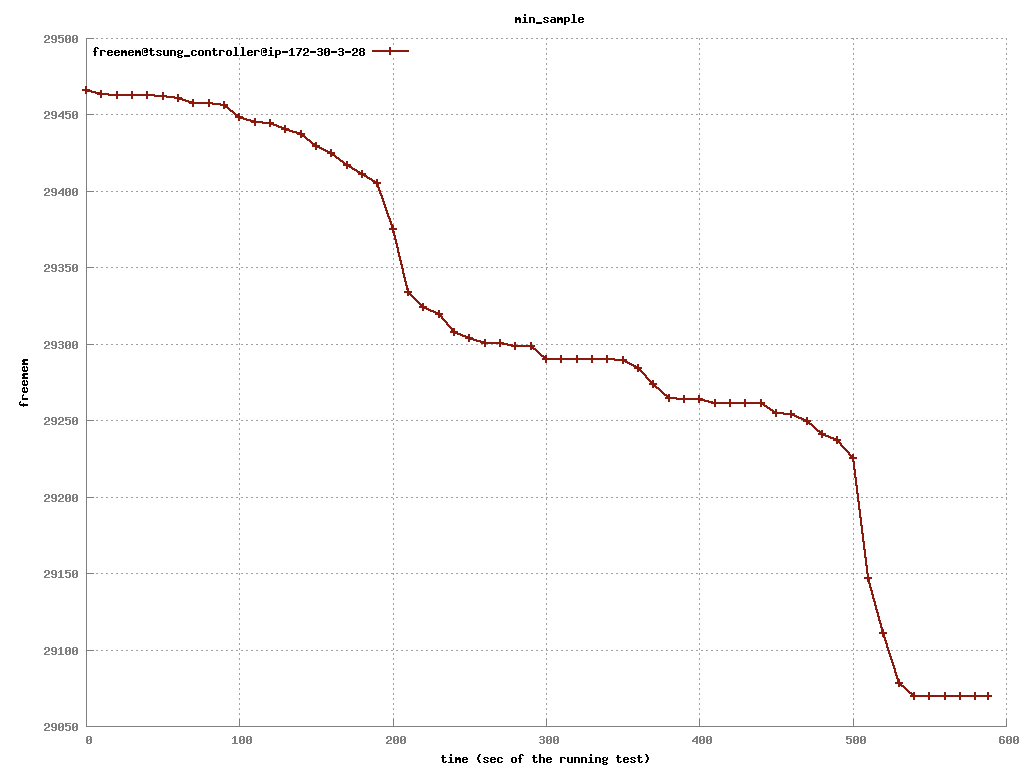 min_sample
29500
freemem@tsung_controller@ip-172-30-3-28
29450
29400
29350
29300
29250
29200
29150
29100
29050
freemem
0 100 200 300 400 500 600
time (sec of the running test)